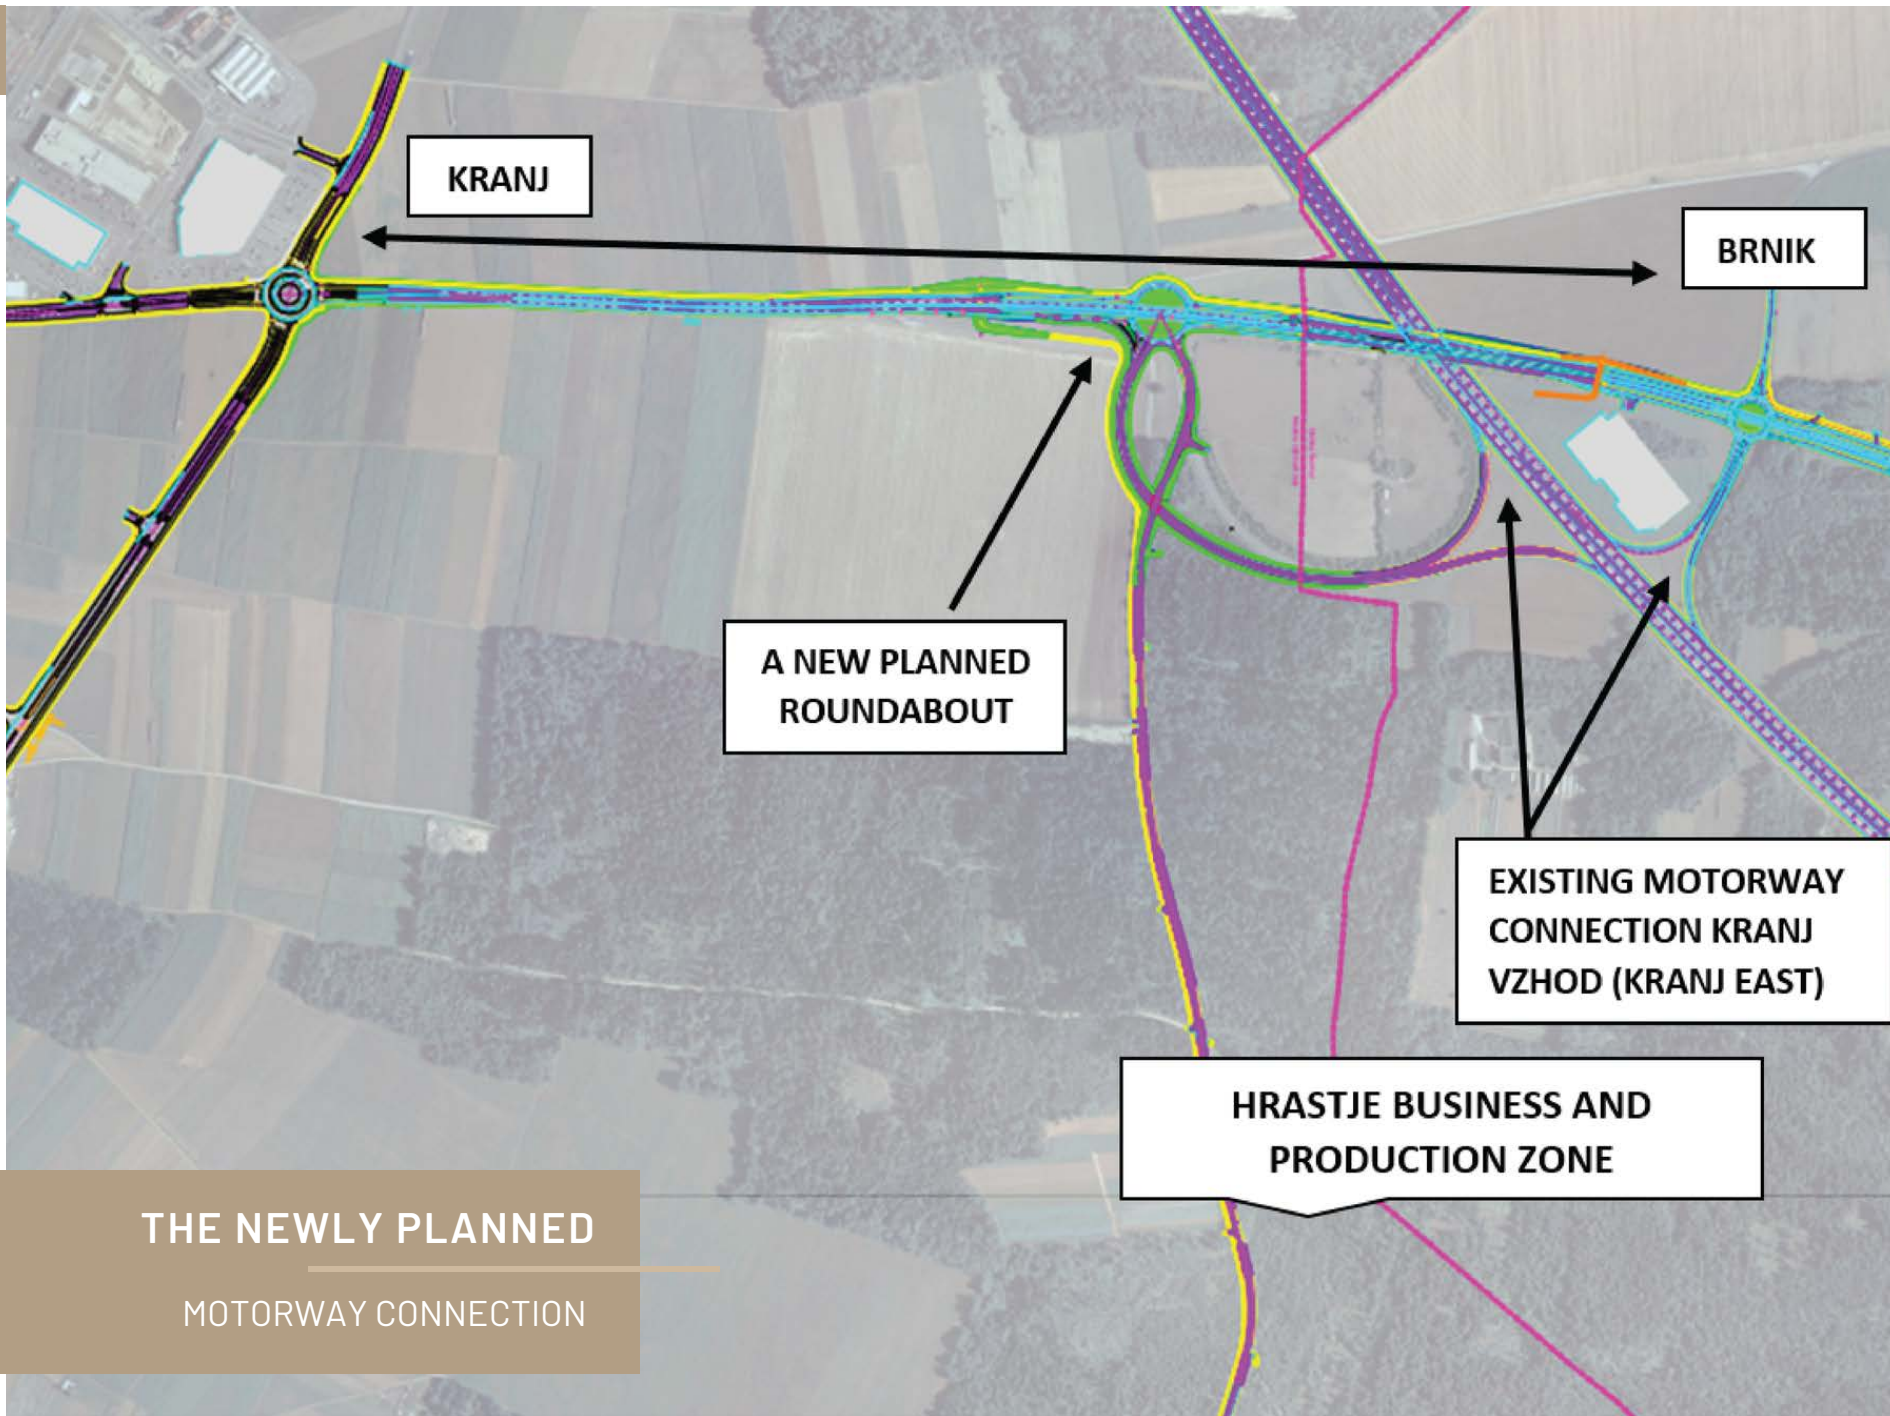 KRANJ
BRNIK
A NEW PLANNED
ROUNDABOUT
EXISTING MOTORWAY
CONNECTION KRANJ
VZHOD (KRANJ EAST)
HRASTJE BUSINESS AND
PRODUCTION ZONE
THE NEWLY PLANNED
MOTORWAY CONNECTION